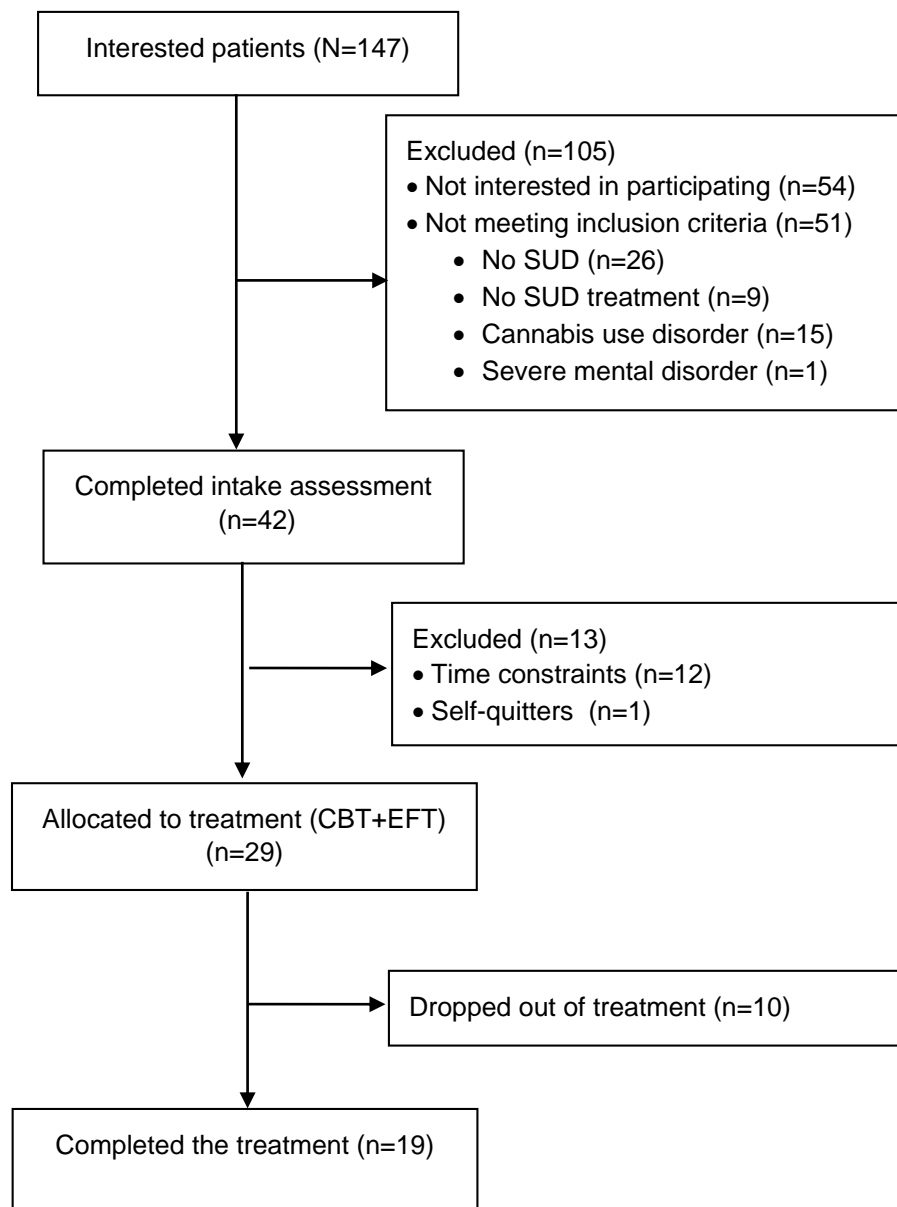 Interested patients (N=147)
Excluded (n=105)
• Not interested in participating (n=54)
• Not meeting inclusion criteria (n=51)
• No SUD (n=26)
• No SUD treatment (n=9)
• Cannabis use disorder (n=15)
• Severe mental disorder (n=1)
Completed intake assessment
(n=42)
Excluded (n=13)
• Time constraints (n=12)
• Self-quitters (n=1)
Allocated to treatment (CBT+EFT)
(n=29)
Dropped out of treatment (n=10)
Completed the treatment (n=19)